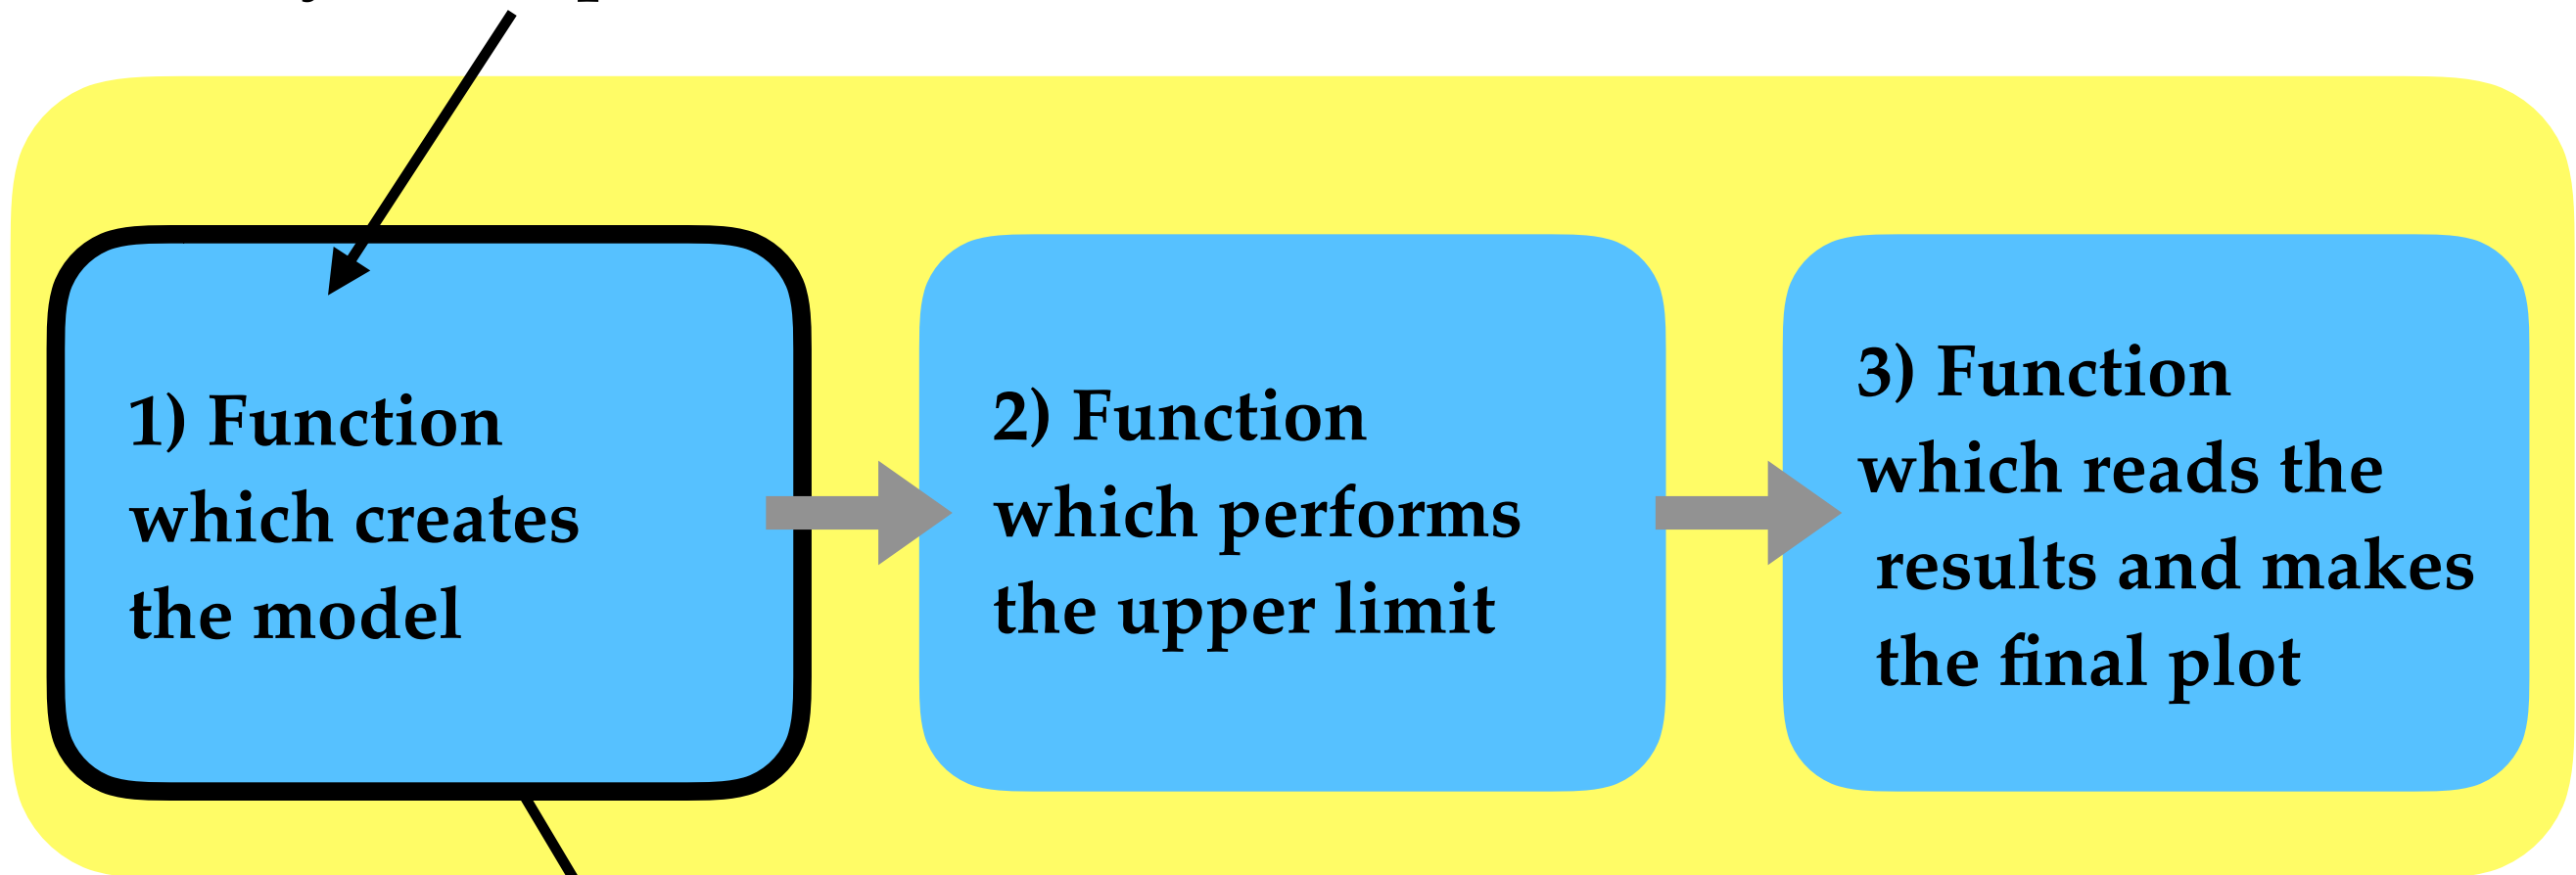 1) Function
which creates
the model
2) Function
which performs
the upper limit
3) Function
which reads the
results and makes
the final plot